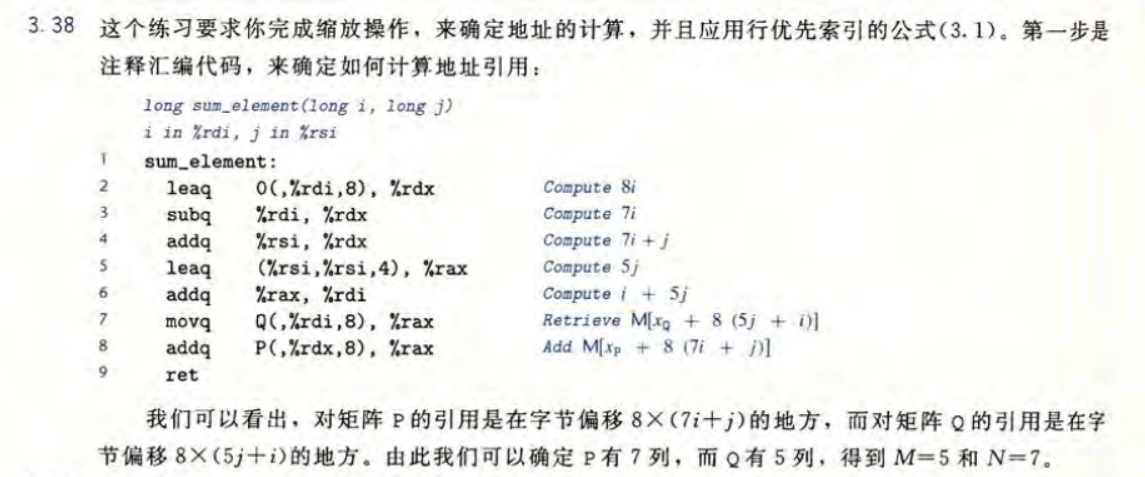 3.38 这个练习要求你完成缩放操作，来确定地址的计算，并且应用行优先索引的公式(3.1)。第一步是
注释汇编代码，来确定如何计算地址引用：
long sum_element(long i, long j)
i in %rdi, j in %rsi
1 sum_element:
2 leaq 0(,%rdi,8), %rdx Compute 8i
3 subq %rdi, %rdx Compute 7i
4 addq %rsi, %rdx Compute 7i + j
5 leaq (%rsi,%rsi,4), %rax Compute 5j
6 addq %rax, %rdi Compute i + 5j
7 movq Q(,%rdi,8), %rax Retrieve M[xQ + 8 (5j + i)]
8 addq P(,%rdx,8), %rax Add M[xP + 8 (7i + j)]
9 ret
我们可以看出，对矩阵 P 的引用是在字节偏移 8×(7i+j)的地方，而对矩阵 Q 的引用是在字
节偏移 8×(5j+i)的地方。由此我们可以确定 P 有 7 列，而 Q 有 5 列，得到 M=5 和 N=7。